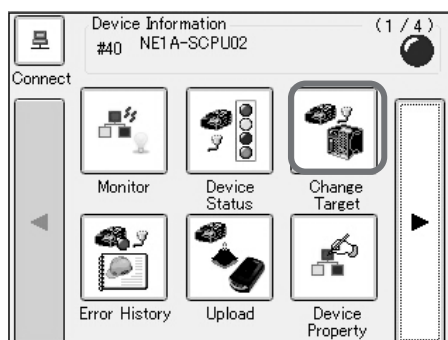 Device Information
(1/4)
#40 NE1A-SCPU02
Connect
Monitor
Device
Status
Change
Target
Error History
Upload
Device
Property